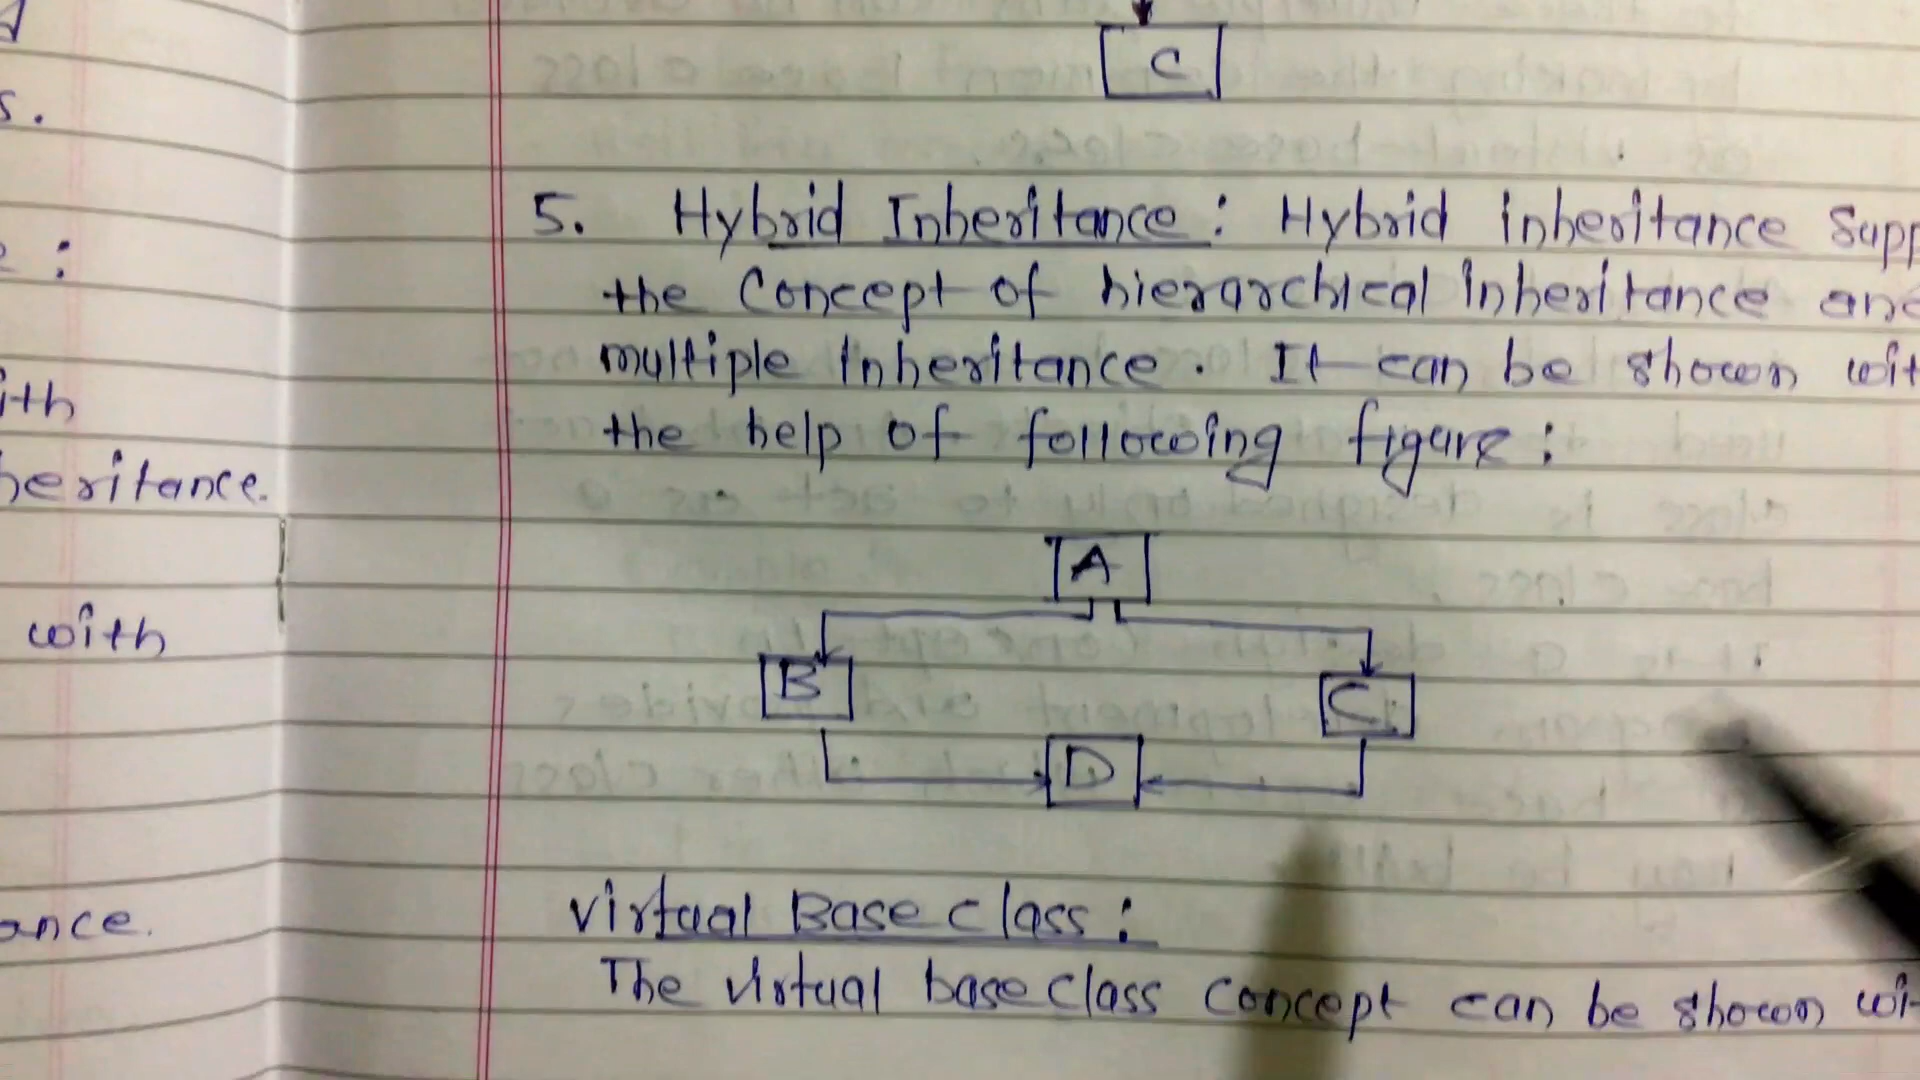 s.
:
ith
heritance.
with
ance.
C
5. Hybrid Inheritance: Hybrid inheritance Supp
the Concept of hierarchical Inheritance and
multiple Inheritance. It can be shown wit
the help of following figure:
A
B
C
D
Virtual Base class:
The virtual base class concept can be shown wi